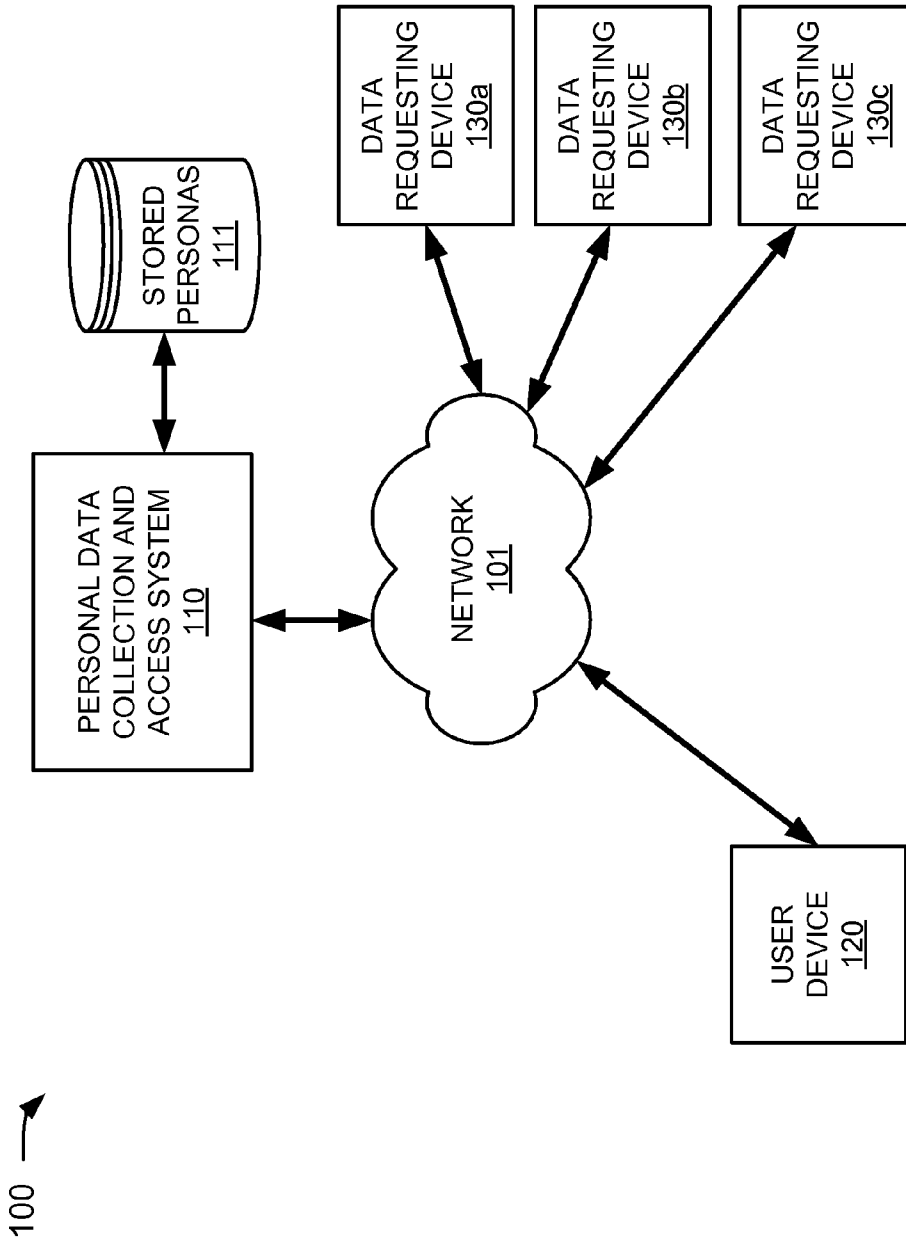 100
PERSONAL DATA
COLLECTION AND
ACCESS SYSTEM
110
STORED
PERSONAS
111
NETWORK
101
USER
DEVICE
120
DATA
REQUESTING
DEVICE
130a
DATA
REQUESTING
DEVICE
130b
DATA
REQUESTING
DEVICE
130c